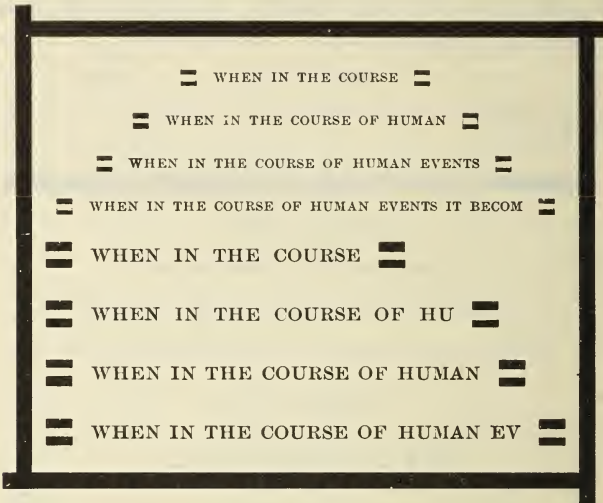 WHEN IN THE COURSE
WHEN IN THE COURSE OF HUMAN
WHEN IN THE COURSE OF HUMAN EVENTS
WHEN IN THE COURSE OF HUMAN EVENTS IT BECOM
WHEN IN THE COURSE
WHEN IN THE COURSE OF HU
WHEN IN THE COURSE OF HUMAN
WHEN IN THE COURSE OF HUMAN EV